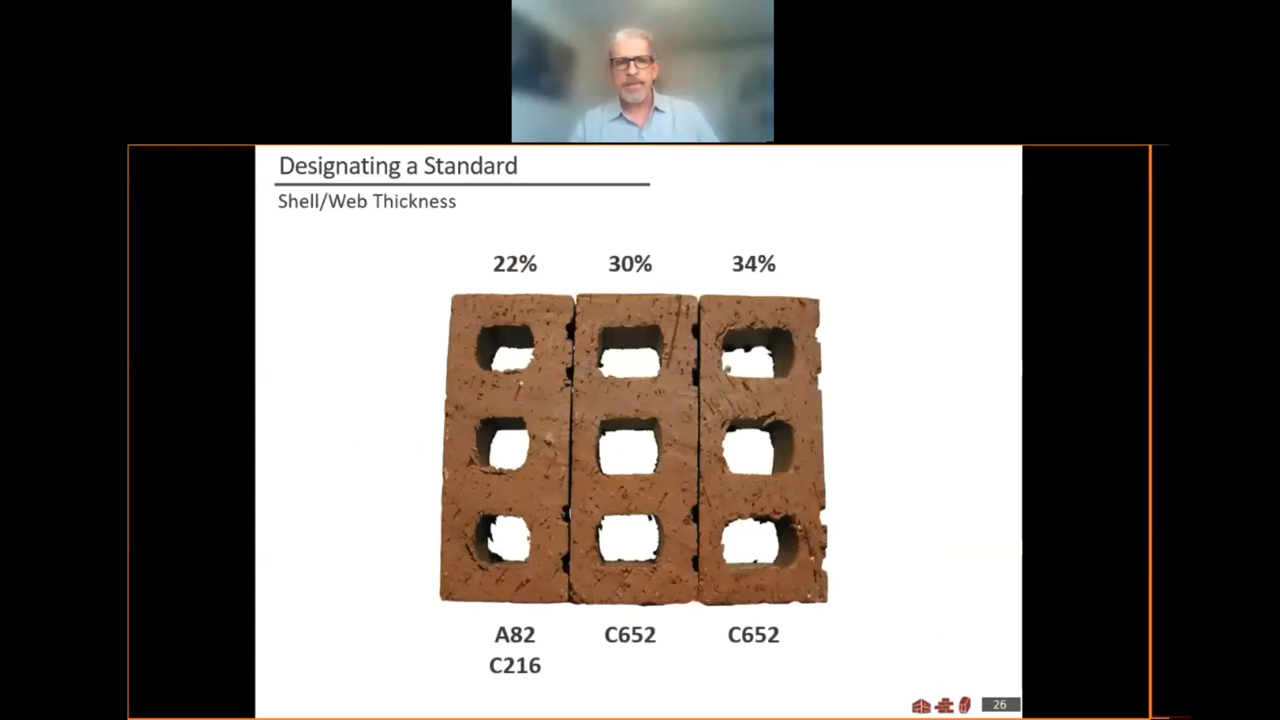 Designating a Standard
Shell/Web Thickness
22% 30% 34%
A82 C652 C652
C216
26